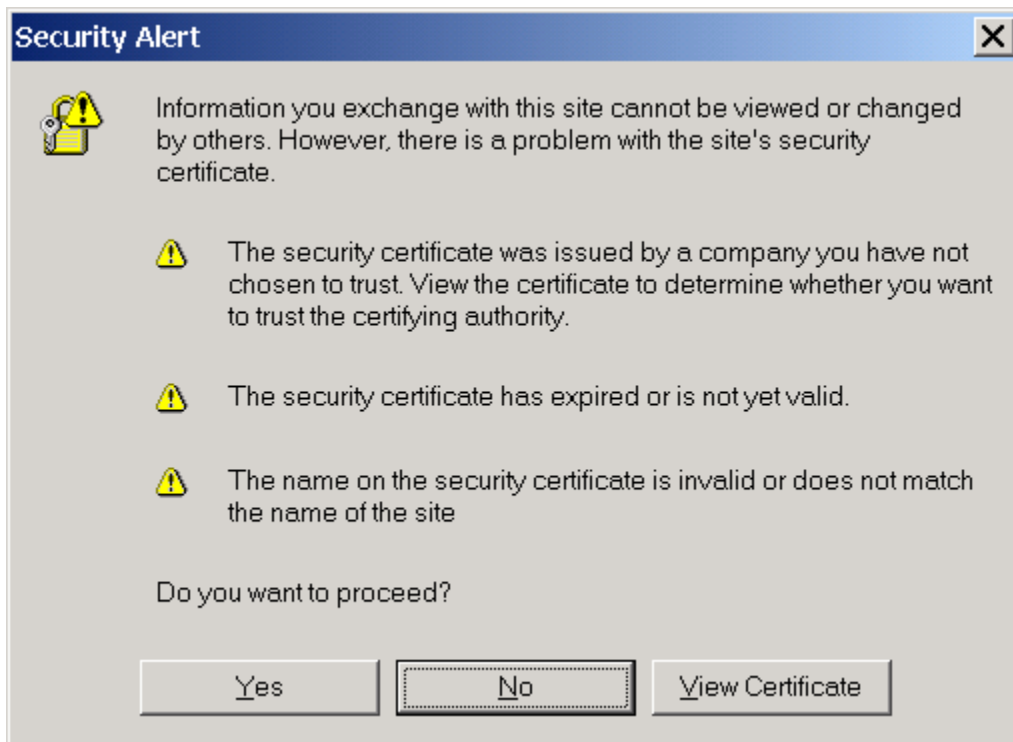 Security Alert
Information you exchange with this site cannot be viewed or changed
by others. However, there is a problem with the site's security
certificate.
The security certificate was issued by a company you have not
chosen to trust. View the certificate to determine whether you want
to trust the certifying authority.
The security certificate has expired or is not yet valid.
The name on the security certificate is invalid or does not match
the name of the site
Do you want to proceed?
Yes
No
View Certificate